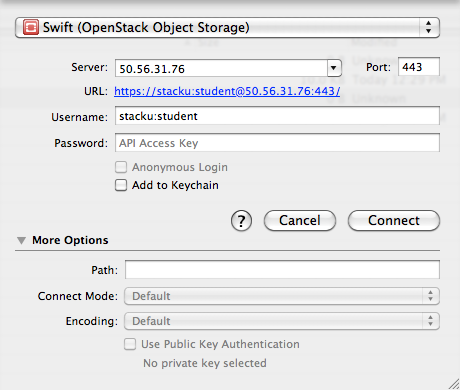 Swift (OpenStack Object Storage)
Server: 50.56.31.76 Port: 443
URL: https://stacku:student@50.56.31.76:443/
Username: stacku:student
Password: API Access Key
Anonymous Login
Add to Keychain
? Cancel Connect
More Options
Path:
Connect Mode: Default
Encoding: Default
Use Public Key Authentication
No private key selected